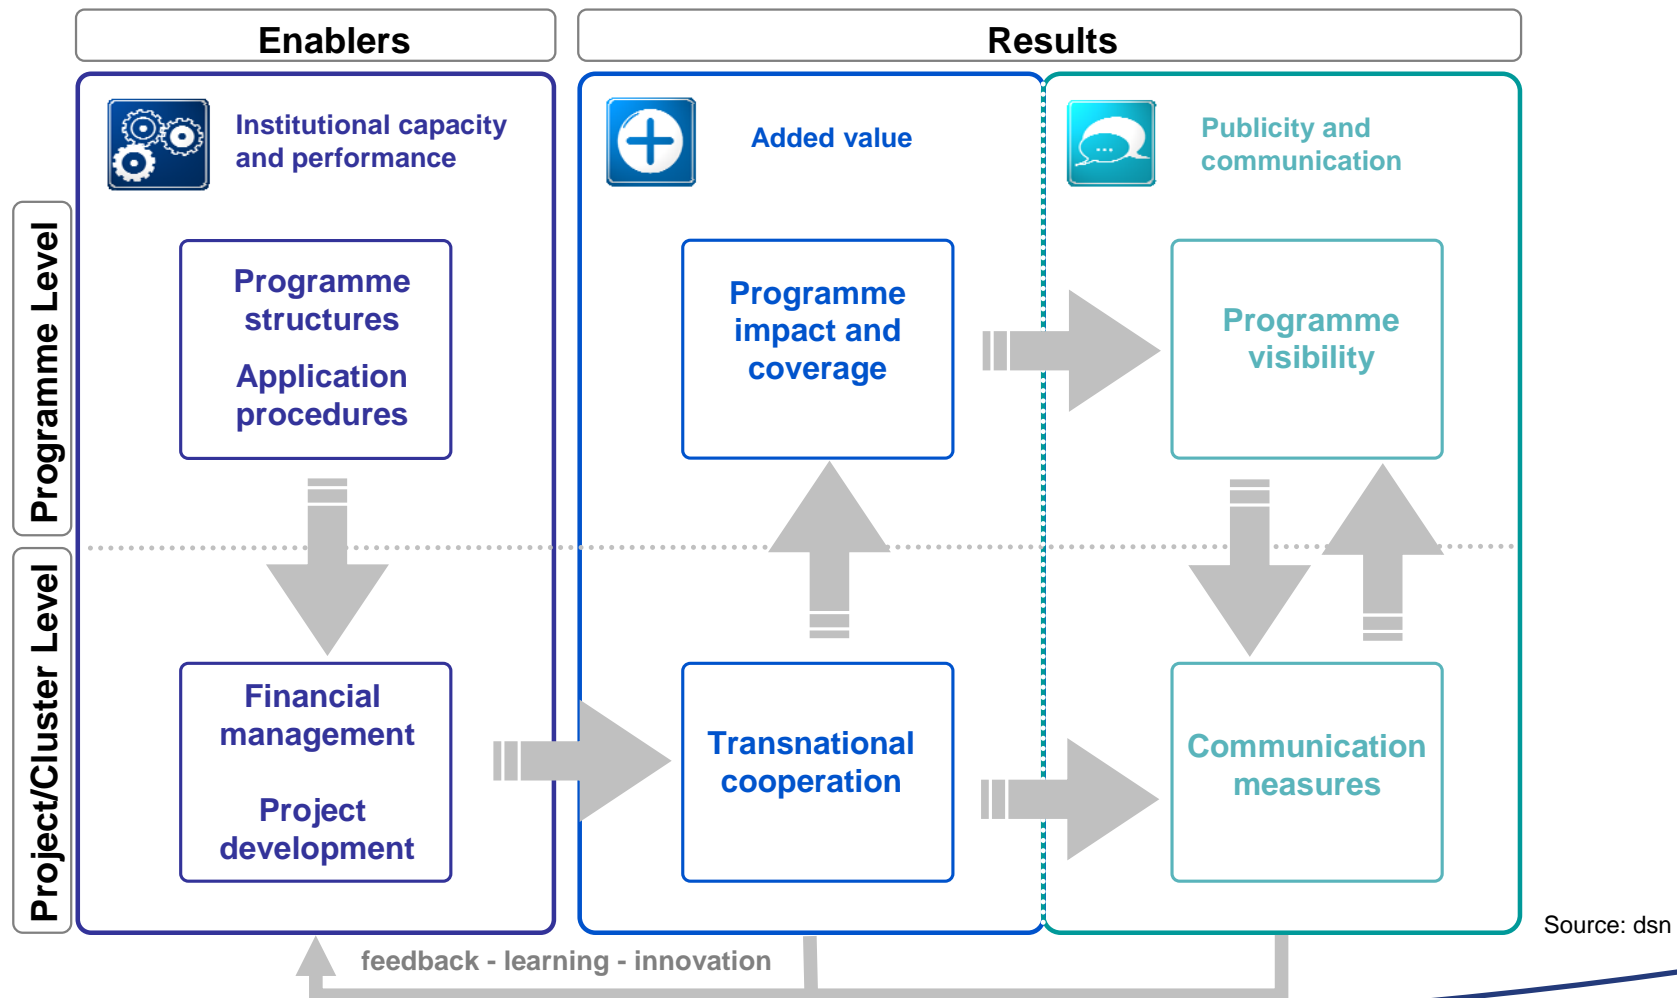 Enablers
Results
Institutional capacity
and performance
Added value
Publicity and
communication
Programme Level
Programme
structures
Application
procedures
Programme
impact and
coverage
Programme
visibility
Project/Cluster Level
Financial
management
Project
development
Transnational
cooperation
Communication
measures
Source: dsn
feedback - learning - innovation